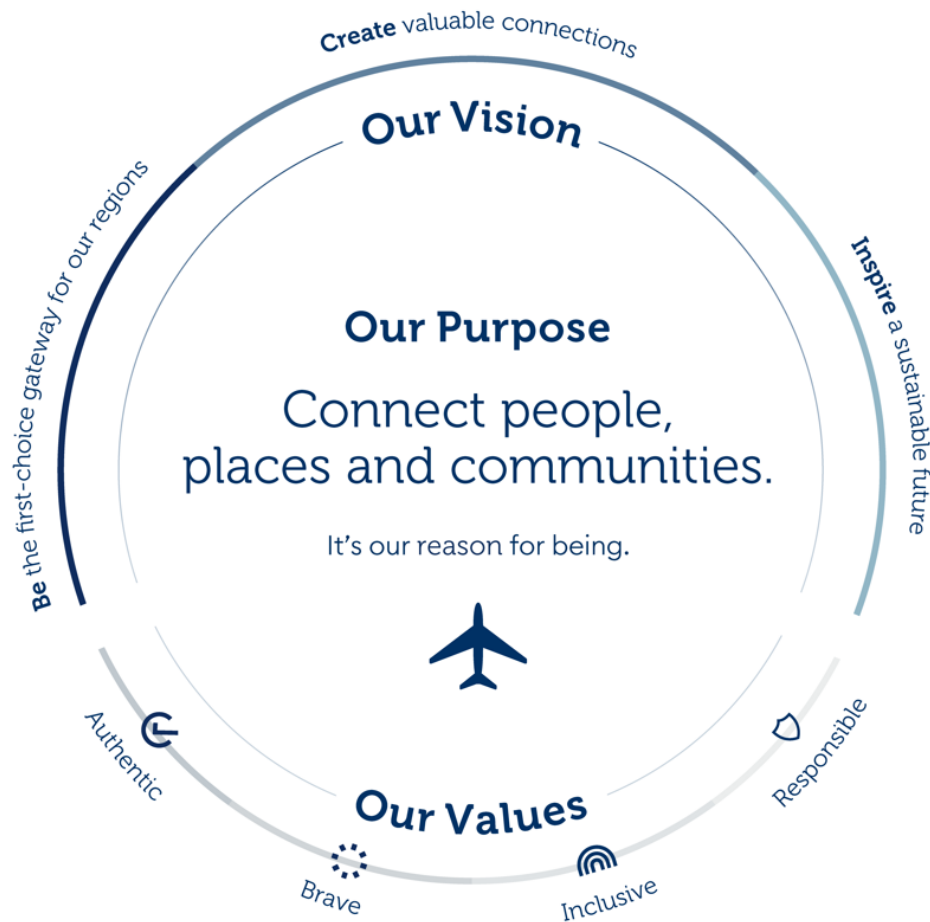 Create valuable connections
Our Vision
Be the first-choice gateway for our regions
Inspire a sustainable future
Our Purpose
Connect people,
places and communities.
It's our reason for being.
Our Values
Authentic
Brave
Inclusive
Responsible